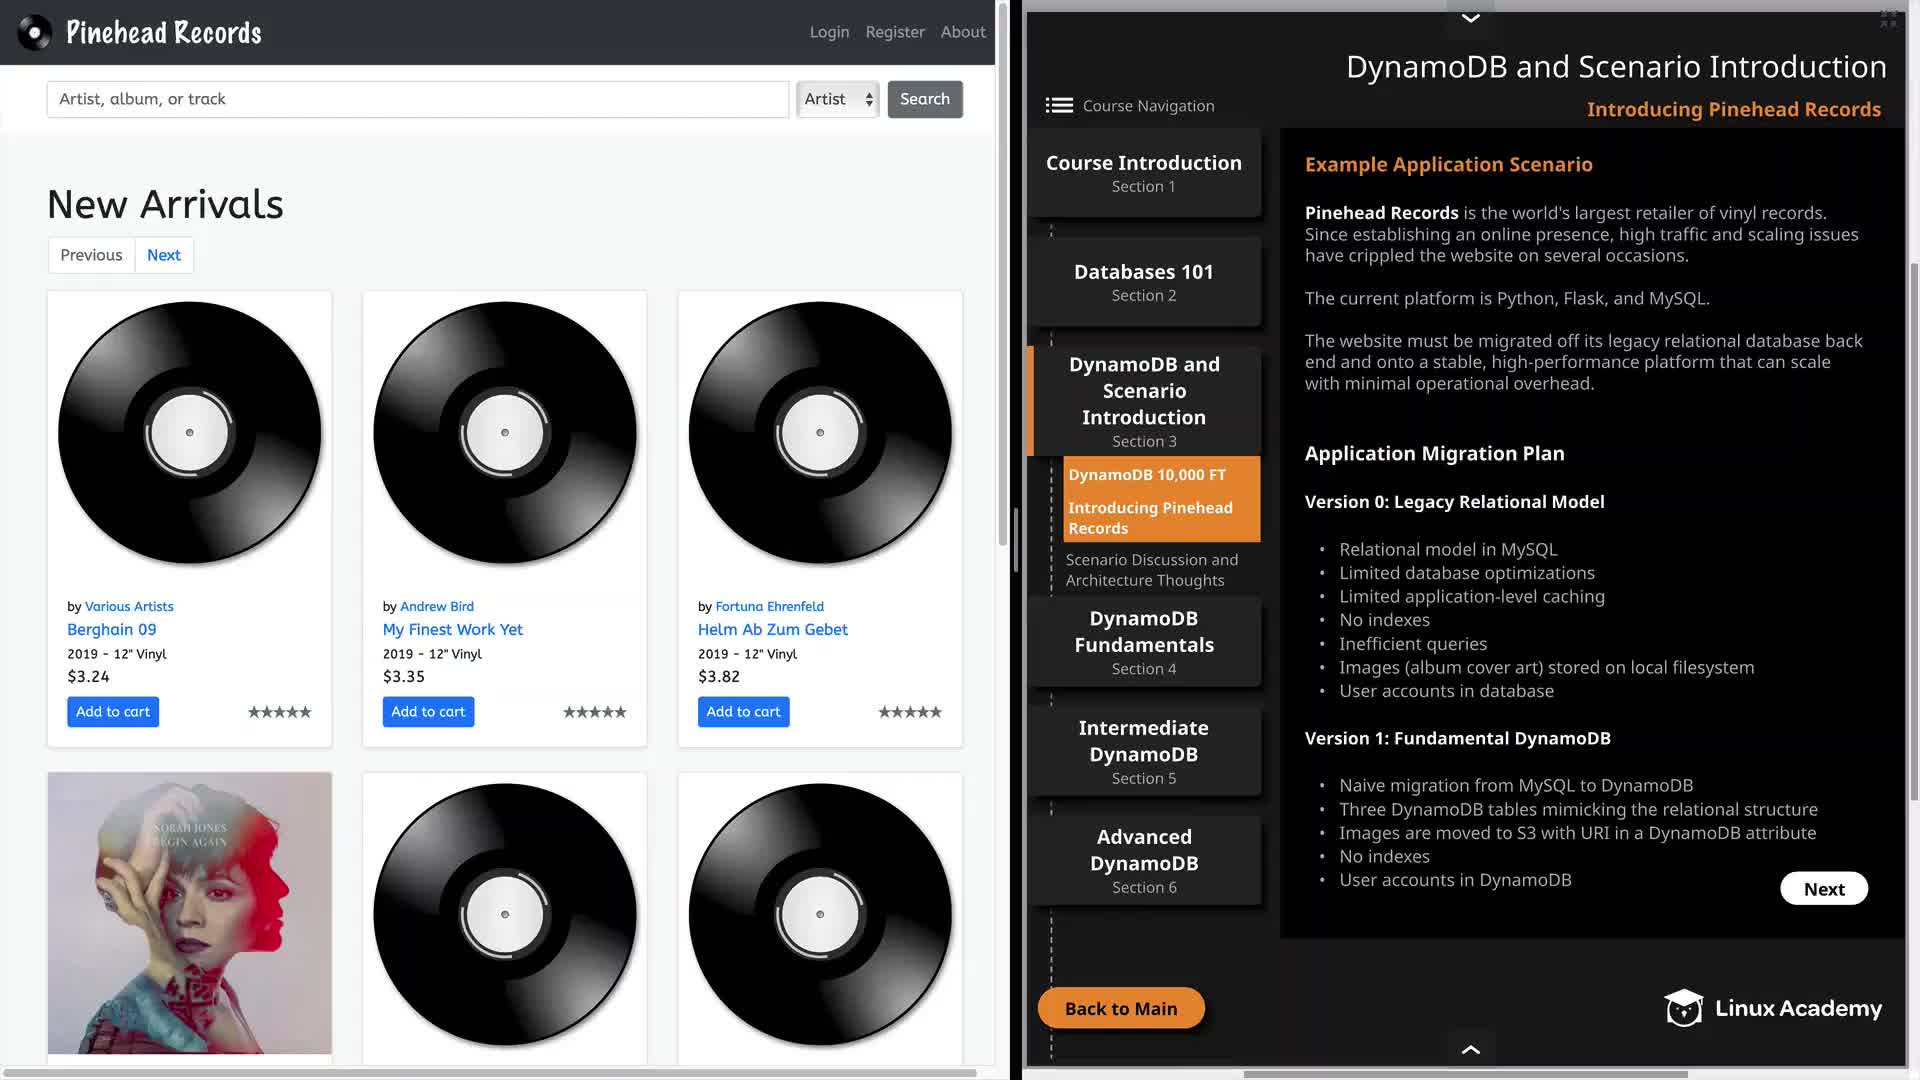 Pinehead Records
Login Register About
Artist, album, or track
Artist
Search
New Arrivals
Previous Next
by Various Artists
Berghain 09
2019 - 12" Vinyl
$3.24
Add to cart
★★★★★
by Andrew Bird
My Finest Work Yet
2019 - 12" Vinyl
$3.35
Add to cart
★★★★★
by Fortuna Ehrenfeld
Helm Ab Zum Gebet
2019 - 12" Vinyl
$3.82
Add to cart
★★★★★
NORAH JONES
BEGIN AGAIN
DynamoDB and Scenario Introduction
Introducing Pinehead Records
Course Navigation
Course Introduction
Section 1
Databases 101
Section 2
DynamoDB and
Scenario
Introduction
Section 3
DynamoDB 10,000 FT
Introducing Pinehead
Records
Scenario Discussion and
Architecture Thoughts
DynamoDB
Fundamentals
Section 4
Intermediate
DynamoDB
Section 5
Advanced
DynamoDB
Section 6
Back to Main
Example Application Scenario
Pinehead Records is the world's largest retailer of vinyl records.
Since establishing an online presence, high traffic and scaling issues
have crippled the website on several occasions.
The current platform is Python, Flask, and MySQL.
The website must be migrated off its legacy relational database back
end and onto a stable, high-performance platform that can scale
with minimal operational overhead.
Application Migration Plan
Version 0: Legacy Relational Model
• Relational model in MySQL
• Limited database optimizations
• Limited application-level caching
• No indexes
• Inefficient queries
• Images (album cover art) stored on local filesystem
• User accounts in database
Version 1: Fundamental DynamoDB
• Naive migration from MySQL to DynamoDB
• Three DynamoDB tables mimicking the relational structure
• Images are moved to S3 with URI in a DynamoDB attribute
• No indexes
• User accounts in DynamoDB
Next
Linux Academy